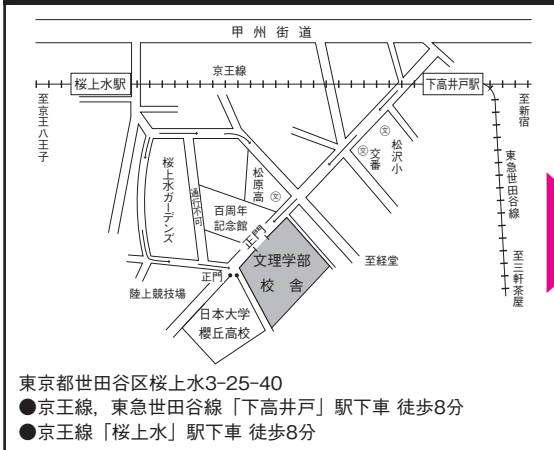 甲州街道
京王線
桜上水駅
下高井戸駅
至京王八王子
至新宿
東急世田谷線
至三軒茶屋
松沢小
文
交番
文
桜上水ガーデンズ
通行不可
松原高
文
百周年
記念館
正門
文理学部
校 舎
至経堂
正門
陸上競技場
日本大学
櫻丘高校
東京都世田谷区桜上水3-25-40
●京王線，東急世田谷線「下高井戸」駅下車 徒歩8分
●京王線「桜上水」駅下車 徒歩8分